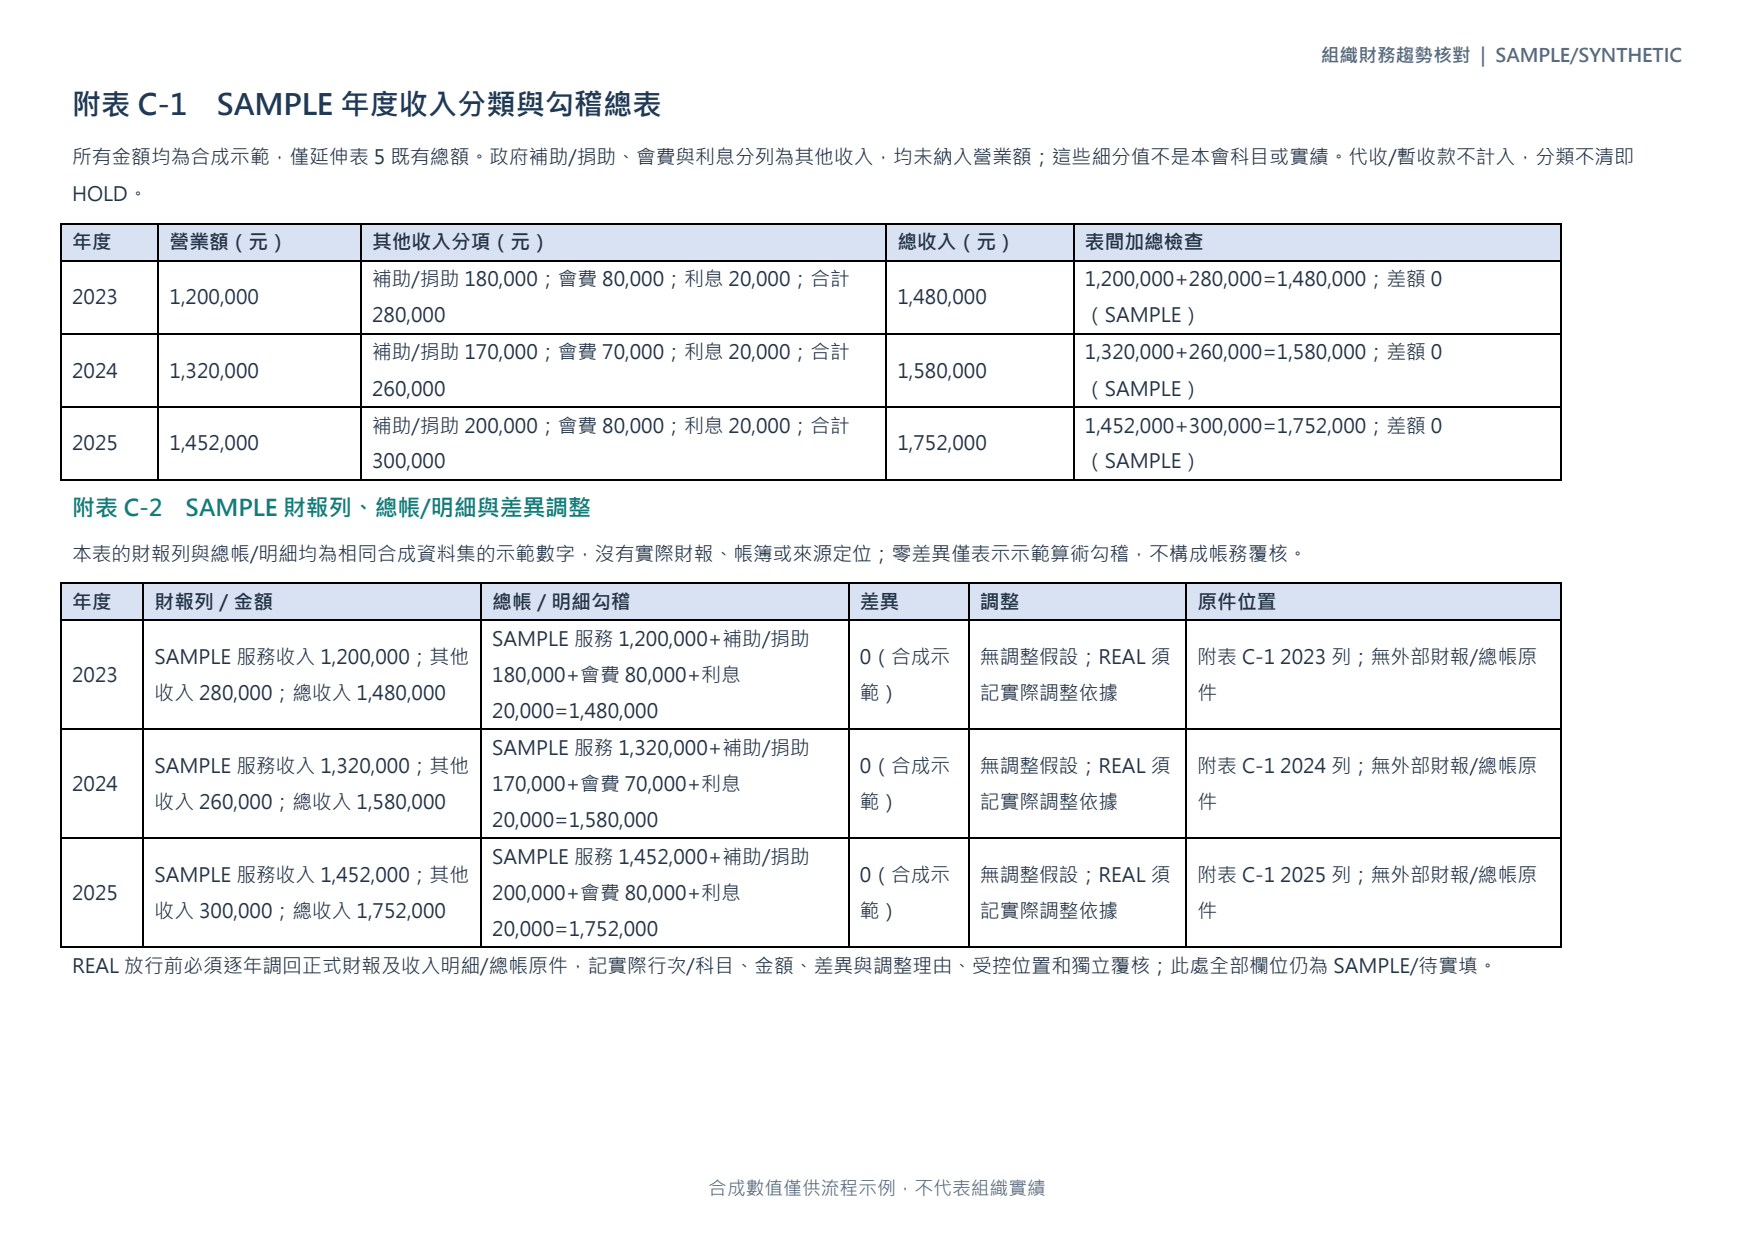 組織財務趨勢核對 | SAMPLE/SYNTHETIC
附表 C-1　SAMPLE 年度收入分類與勾稽總表
所有金額均為合成示範，僅延伸表 5 既有總額。政府補助/捐助、會費與利息分列為其他收入，均未納入營業額；這些細分值不是本會科目或實績。代收/暫收款不計入，分類不清即
HOLD。
年度 營業額（元） 其他收入分項（元） 總收入（元） 表間加總檢查
2023 1,200,000 補助/捐助 180,000；會費 80,000；利息 20,000；合計
280,000 1,480,000 1,200,000+280,000=1,480,000；差額 0
（SAMPLE）
2024 1,320,000 補助/捐助 170,000；會費 70,000；利息 20,000；合計
260,000 1,580,000 1,320,000+260,000=1,580,000；差額 0
（SAMPLE）
2025 1,452,000 補助/捐助 200,000；會費 80,000；利息 20,000；合計
300,000 1,752,000 1,452,000+300,000=1,752,000；差額 0
（SAMPLE）
附表 C-2　SAMPLE 財報列、總帳/明細與差異調整
本表的財報列與總帳/明細均為相同合成資料集的示範數字，沒有實際財報、帳簿或來源定位；零差異僅表示示範算術勾稽，不構成帳務覆核。
年度 財報列 / 金額 總帳 / 明細勾稽 差異 調整 原件位置
2023 SAMPLE 服務收入 1,200,000；其他
收入 280,000；總收入 1,480,000 SAMPLE 服務 1,200,000+補助/捐助
180,000+會費 80,000+利息
20,000=1,480,000 0（合成示
範） 無調整假設；REAL 須
記實際調整依據 附表 C-1 2023 列；無外部財報/總帳原
件
2024 SAMPLE 服務收入 1,320,000；其他
收入 260,000；總收入 1,580,000 SAMPLE 服務 1,320,000+補助/捐助
170,000+會費 70,000+利息
20,000=1,580,000 0（合成示
範） 無調整假設；REAL 須
記實際調整依據 附表 C-1 2024 列；無外部財報/總帳原
件
2025 SAMPLE 服務收入 1,452,000；其他
收入 300,000；總收入 1,752,000 SAMPLE 服務 1,452,000+補助/捐助
200,000+會費 80,000+利息
20,000=1,752,000 0（合成示
範） 無調整假設；REAL 須
記實際調整依據 附表 C-1 2025 列；無外部財報/總帳原
件
REAL 放行前必須逐年調回正式財報及收入明細/總帳原件，記實際行次/科目、金額、差異與調整理由、受控位置和獨立覆核；此處全部欄位仍為 SAMPLE/待實填。
合成數值僅供流程示例，不代表組織實績